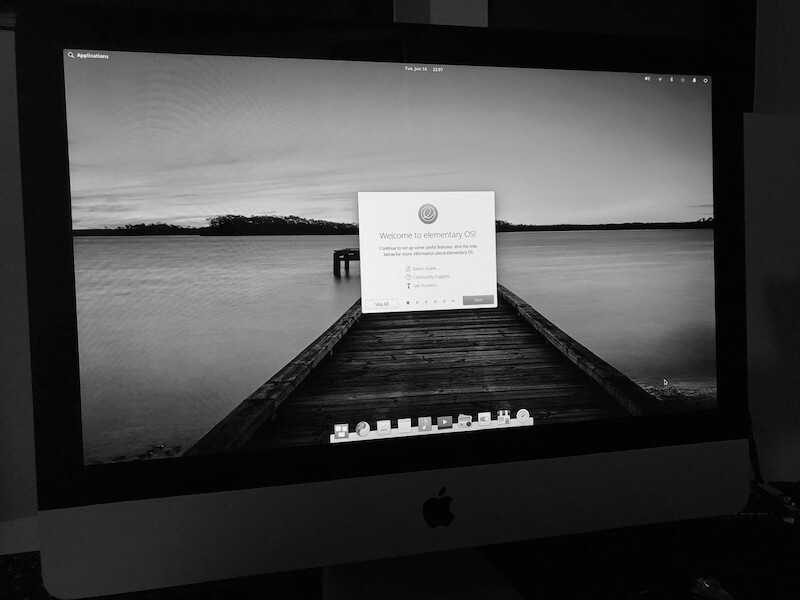 Applications
Tue, Jun 14 22:07
Welcome to elementary OS!
Continue to set up some useful features. Visit the links
below for more information about elementary OS.
Basics Guide…
Community Support…
Get Involved…
Skip All
Next